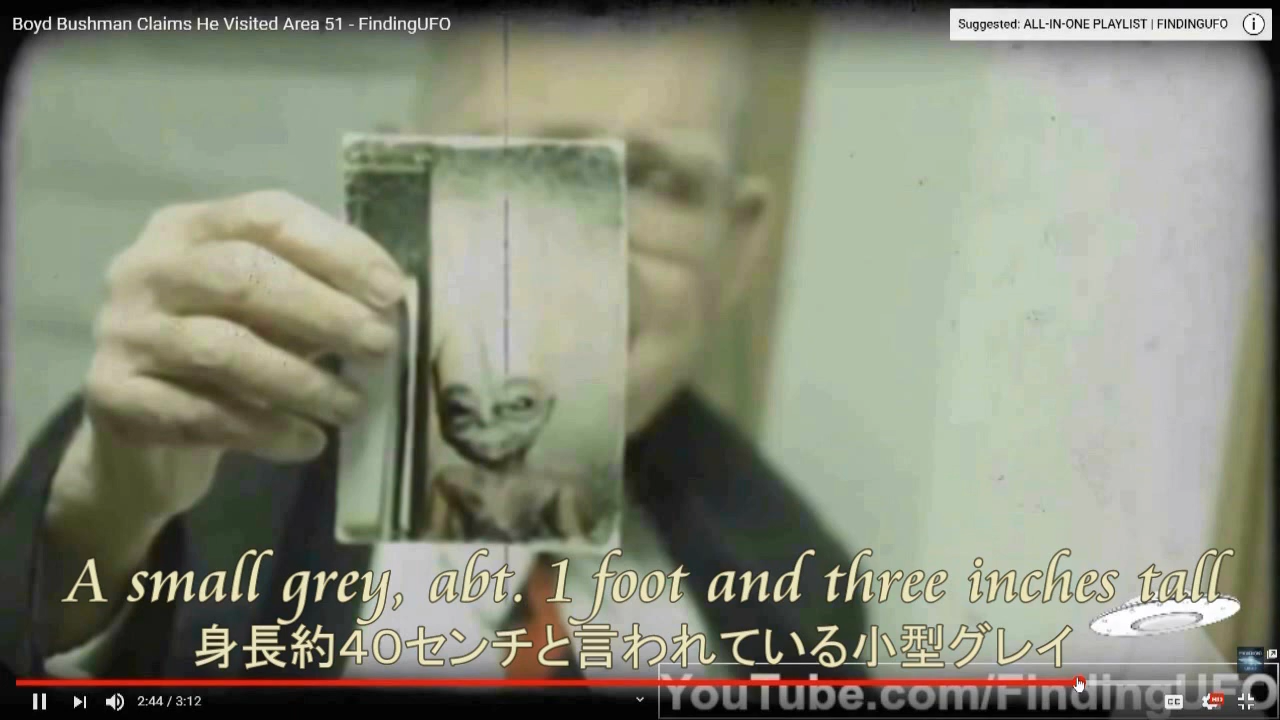 Boyd Bushman Claims He Visited Area 51 - FindingUFO
Suggested: ALL-IN-ONE PLAYLIST | FINDINGUFO
A small grey, abt. 1 foot and three inches tall
身長約40センチと言われている小型グレイ
2:44 / 3:12
YouTube.com/FindingUFO
CC
HD